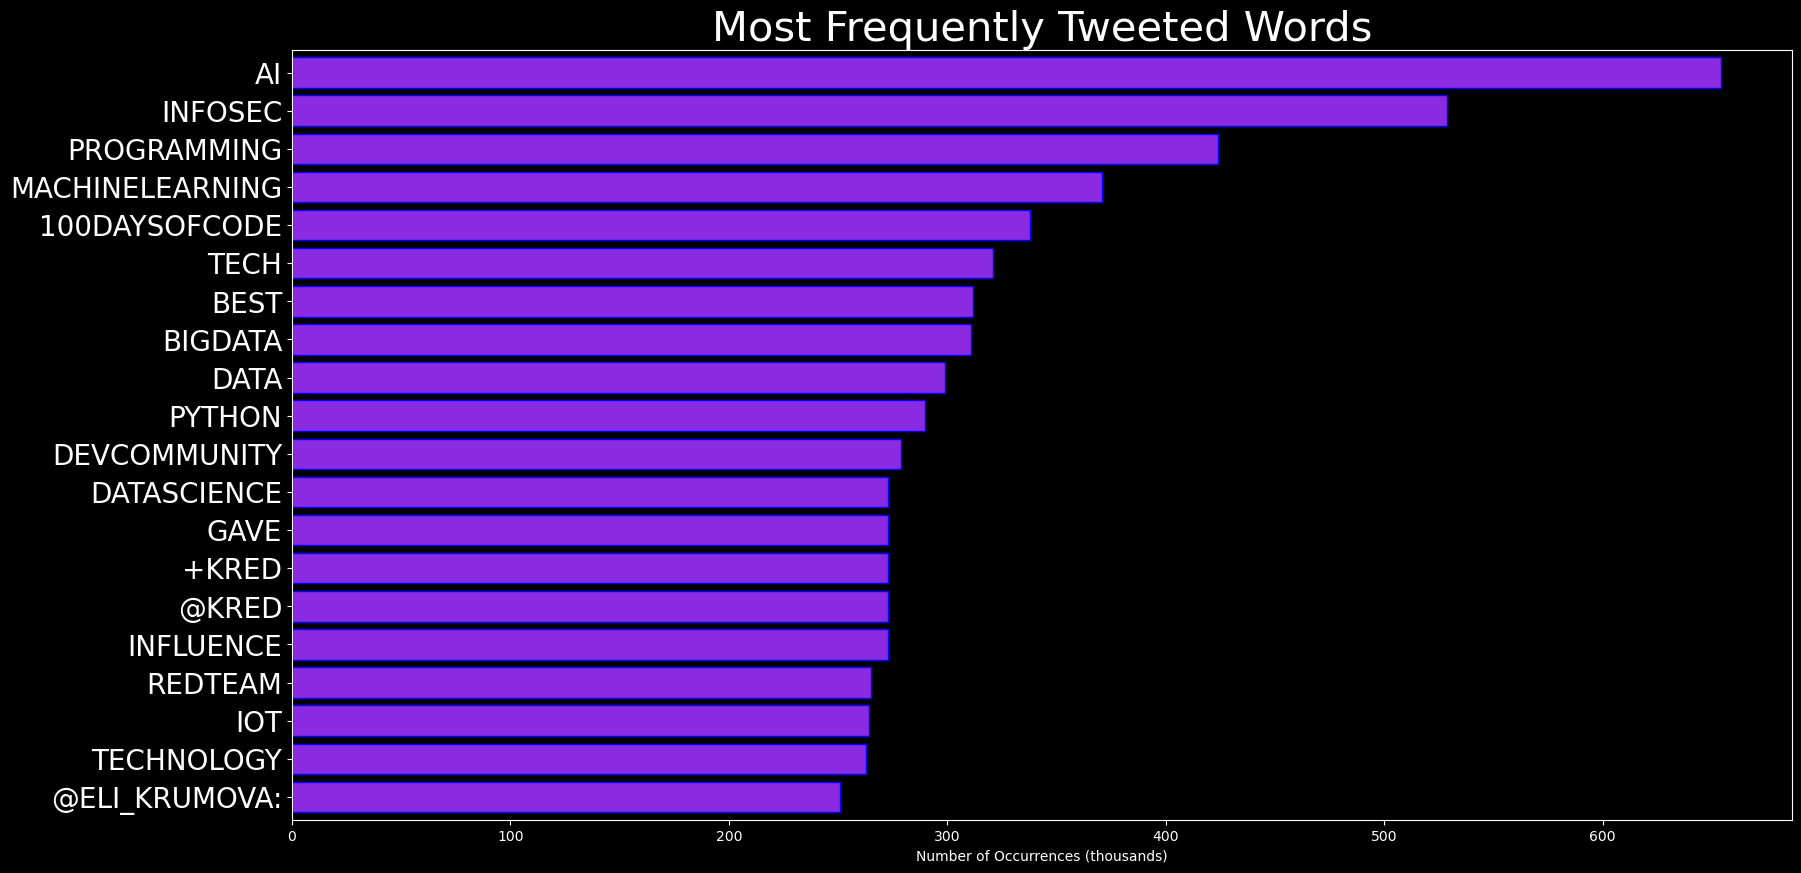 Most Frequently Tweeted Words
AI
INFOSEC
PROGRAMMING
MACHINELEARNING
100DAYSOFCODE
TECH
BEST
BIGDATA
DATA
PYTHON
DEVCOMMUNITY
DATASCIENCE
GAVE
+KRED
@KRED
INFLUENCE
REDTEAM
IOT
TECHNOLOGY
@ELI_KRUMOVA:
0 100 200 300 400 500 600
Number of Occurrences (thousands)